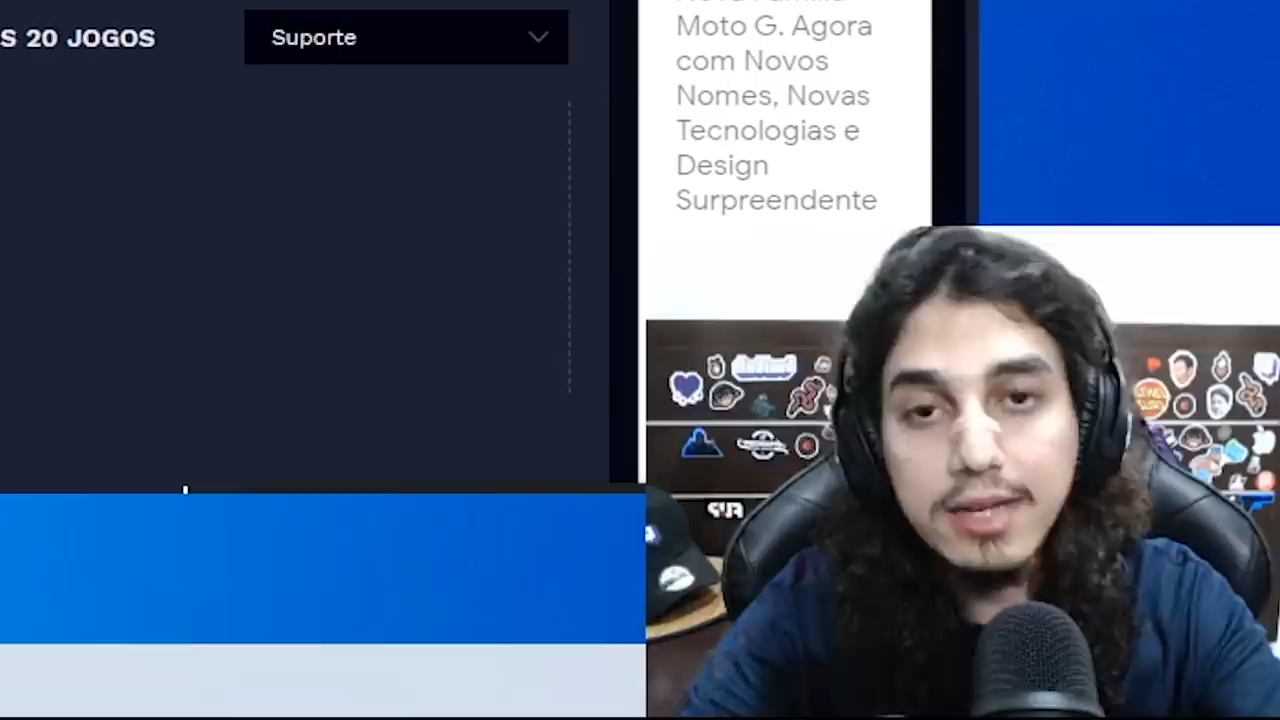 S 20 JOGOS
Suporte
Moto G. Agora
com Novos
Nomes, Novas
Tecnologias e
Design
Surpreendente